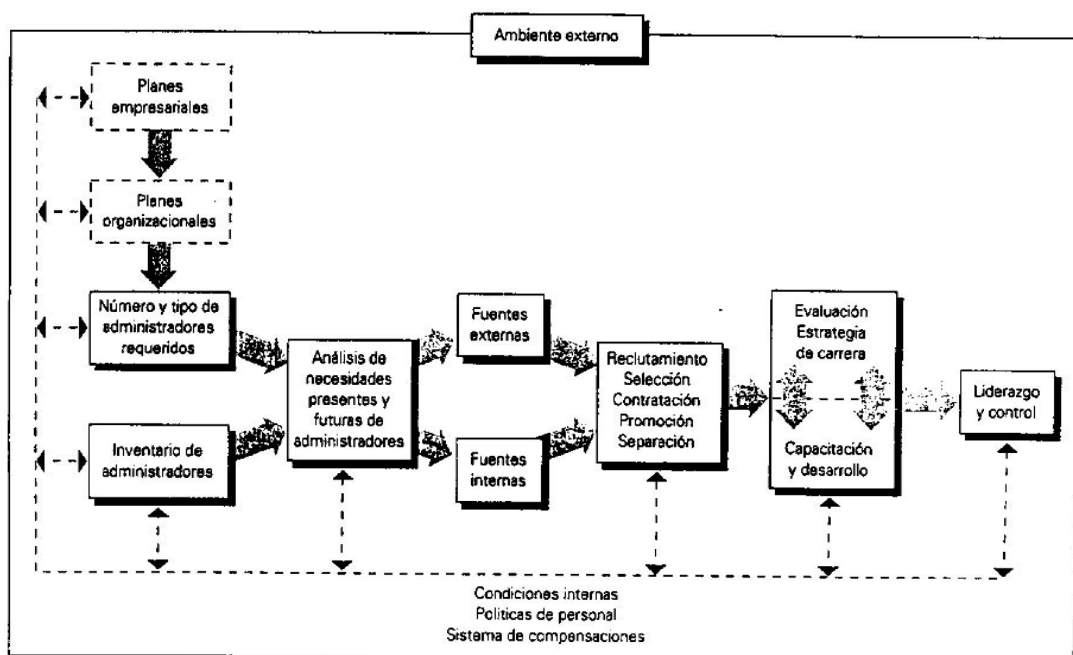 Ambiente externo
Planes
empresariales
Planes
organizacionales
Número y tipo de
administradores
requeridos
Inventario de
administradores
Análisis de
necesidades
presentes y
futuras de
administradores
Fuentes
externas
Fuentes
internas
Reclutamiento
Selección
Contratación
Promoción
Separación
Evaluación
Estrategia
de carrera
Capacitación
y desarrollo
Liderazgo
y control
Condiciones internas
Políticas de personal
Sistema de compensaciones